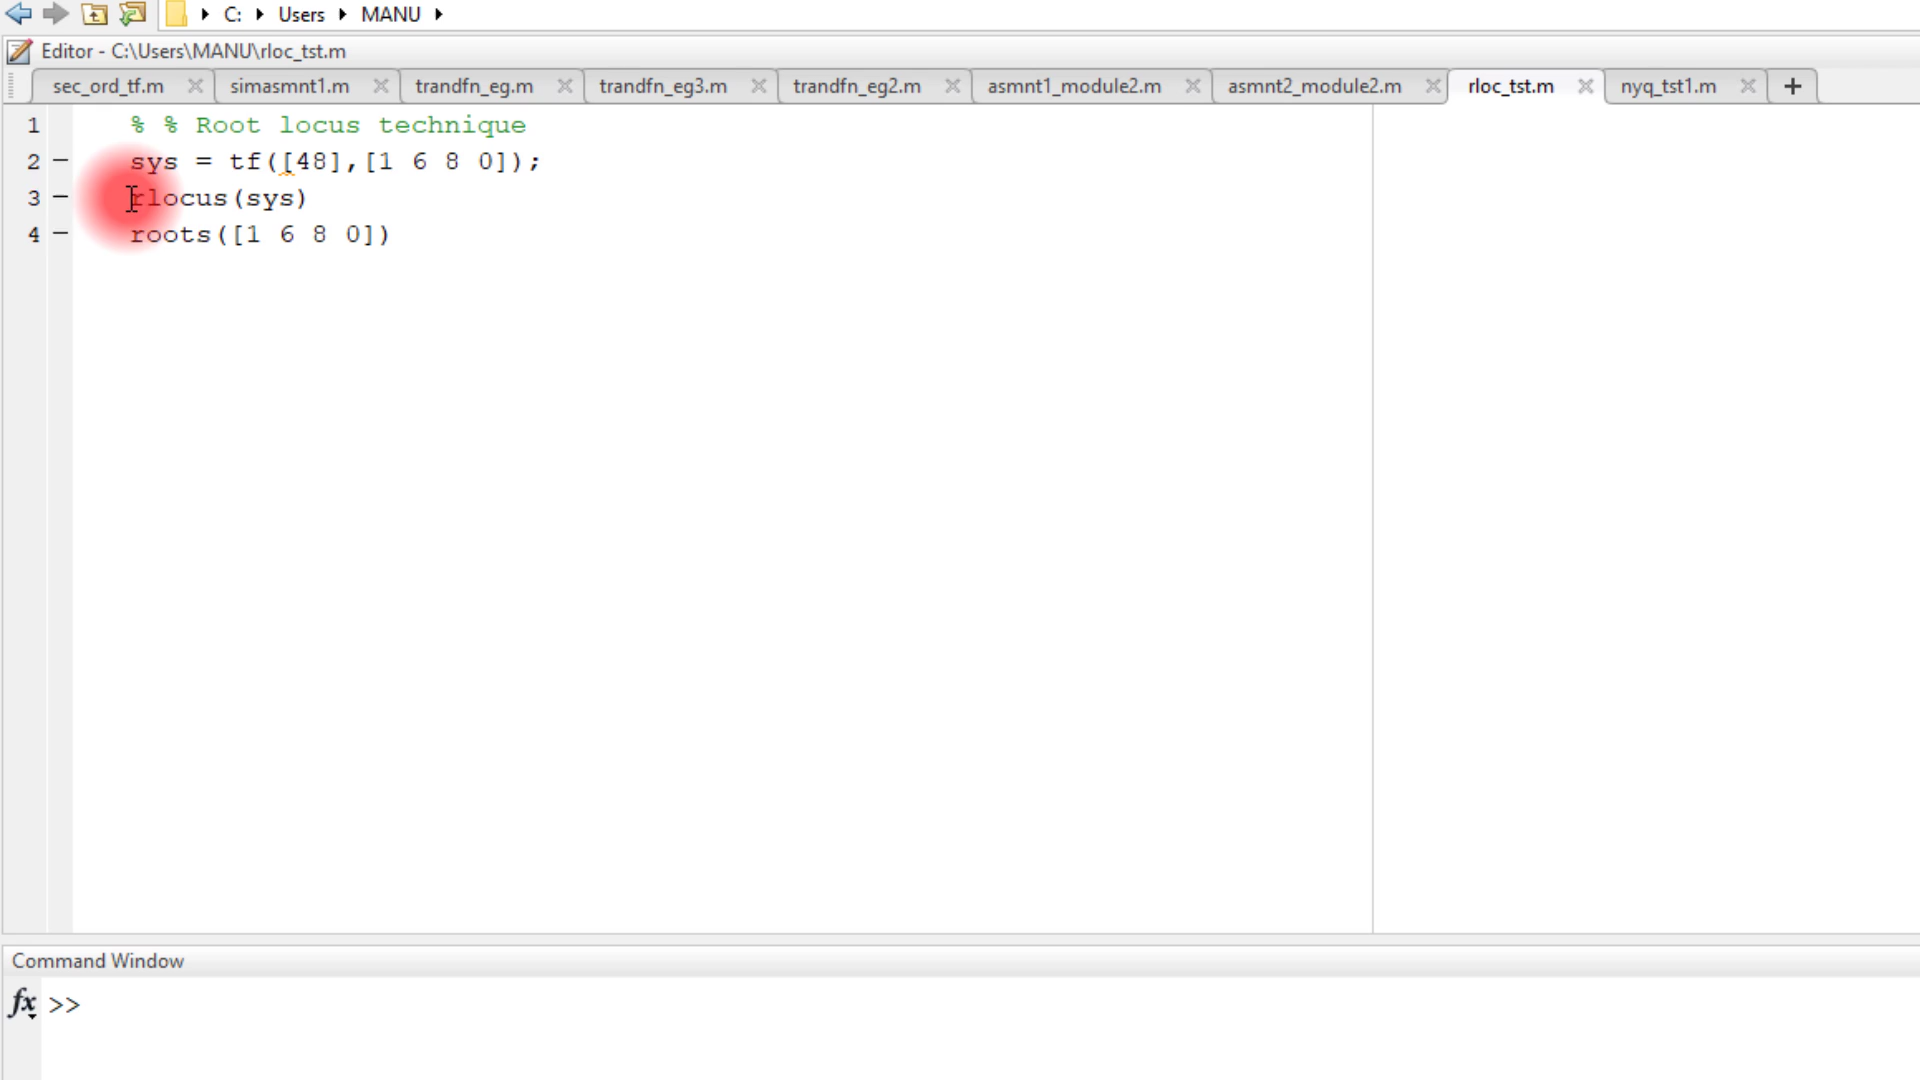 C: Users MANU
Editor - C:\Users\MANU\rloc_tst.m
sec_ord_tf.m simasmnt1.m trandfn_eg.m trandfn_eg3.m trandfn_eg2.m asmnt1_module2.m asmnt2_module2.m rloc_tst.m nyq_tst1.m +
1 % % Root locus technique
2 − sys = tf([48],[1 6 8 0]);
3 − rlocus(sys)
4 − roots([1 6 8 0])
Command Window
fx >>